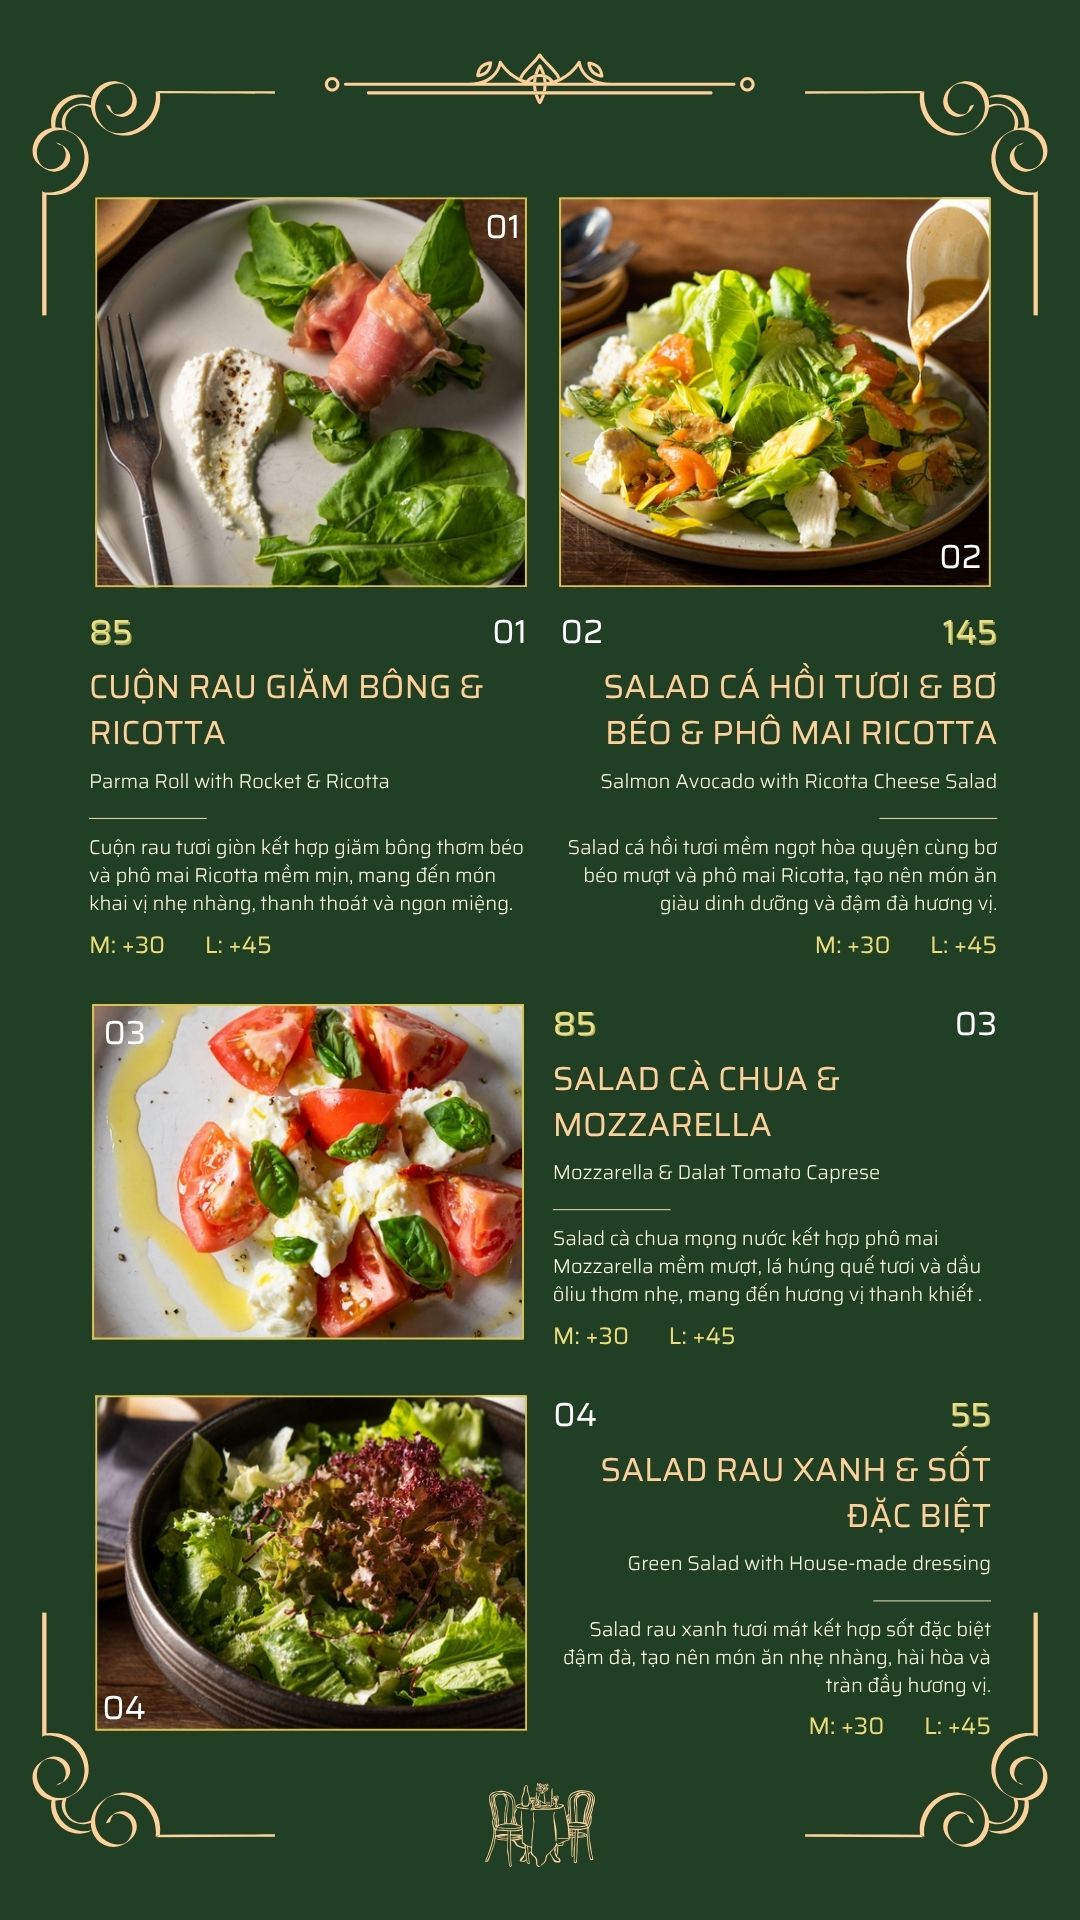 01
02
85
01
CUỘN RAU GIĂM BÔNG &
RICOTTA
Parma Roll with Rocket & Ricotta
Cuộn rau tươi giòn kết hợp giăm bông thơm béo
và phô mai Ricotta mềm mịn, mang đến món
khai vị nhẹ nhàng, thanh thoát và ngon miệng.
M: +30 L: +45
02
145
SALAD CÁ HỒI TƯƠI & BƠ
BÉO & PHÔ MAI RICOTTA
Salmon Avocado with Ricotta Cheese Salad
Salad cá hồi tươi mềm ngọt hòa quyện cùng bơ
béo mượt và phô mai Ricotta, tạo nên món ăn
giàu dinh dưỡng và đậm đà hương vị.
M: +30 L: +45
03
85
03
SALAD CÀ CHUA &
MOZZARELLA
Mozzarella & Dalat Tomato Caprese
Salad cà chua mọng nước kết hợp phô mai
Mozzarella mềm mượt, lá húng quế tươi và dầu
ôliu thơm nhẹ, mang đến hương vị thanh khiết .
M: +30 L: +45
04
04
55
SALAD RAU XANH & SỐT
ĐẶC BIỆT
Green Salad with House-made dressing
Salad rau xanh tươi mát kết hợp sốt đặc biệt
đậm đà, tạo nên món ăn nhẹ nhàng, hài hòa và
tràn đầy hương vị.
M: +30 L: +45